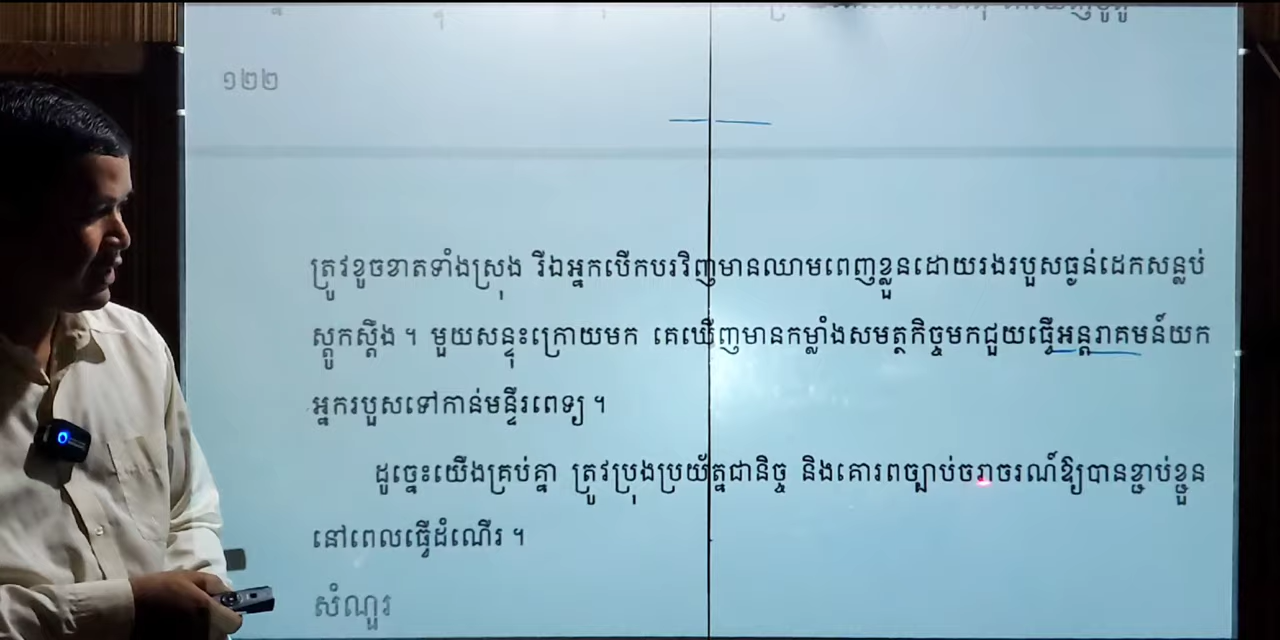 ១២២
ត្រូវខូចខាតទាំងស្រុង រីឯអ្នកបើកបរវិញមានឈាមពេញខ្លួនដោយរងរបួសធ្ងន់ដេកសន្លប់
ស្តូកស្តឹង ។ មួយសន្ទុះក្រោយមក គេឃើញមានកម្លាំងសមត្ថកិច្ចមកជួយធ្វើអន្តរាគមន៍យក
អ្នករបួសទៅកាន់មន្ទីរពេទ្យ ។
ដូច្នេះយើងគ្រប់គ្នា ត្រូវប្រុងប្រយ័ត្នជានិច្ច និងគោរពច្បាប់ចរាចរណ៍ឱ្យបានខ្ជាប់ខ្ជួន
នៅពេលធ្វើដំណើរ ។
សំណួរ